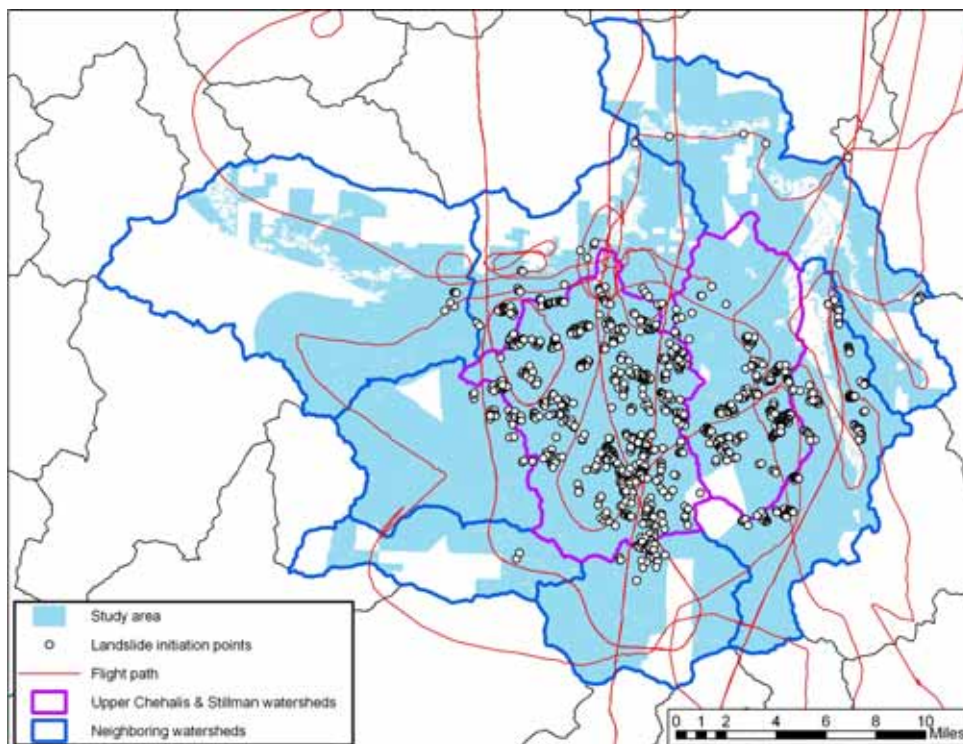 Study area
Landslide initiation points
Flight path
Upper Chehalis & Stillman watersheds
Neighboring watersheds
0 1 2 4 6 8 10
Miles